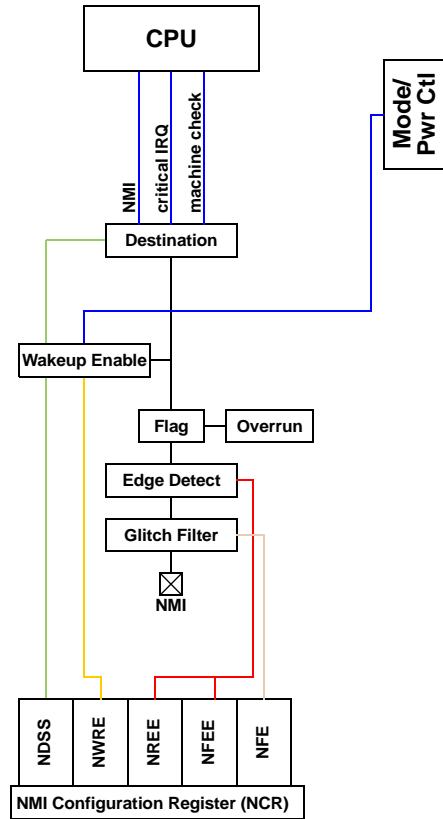 CPU
Mode/
Pwr Ctl
NMI
critical IRQ
machine check
Destination
Wakeup Enable
Flag
Overrun
Edge Detect
Glitch Filter
NMI
NDSS
NWRE
NREE
NFEE
NFE
NMI Configuration Register (NCR)